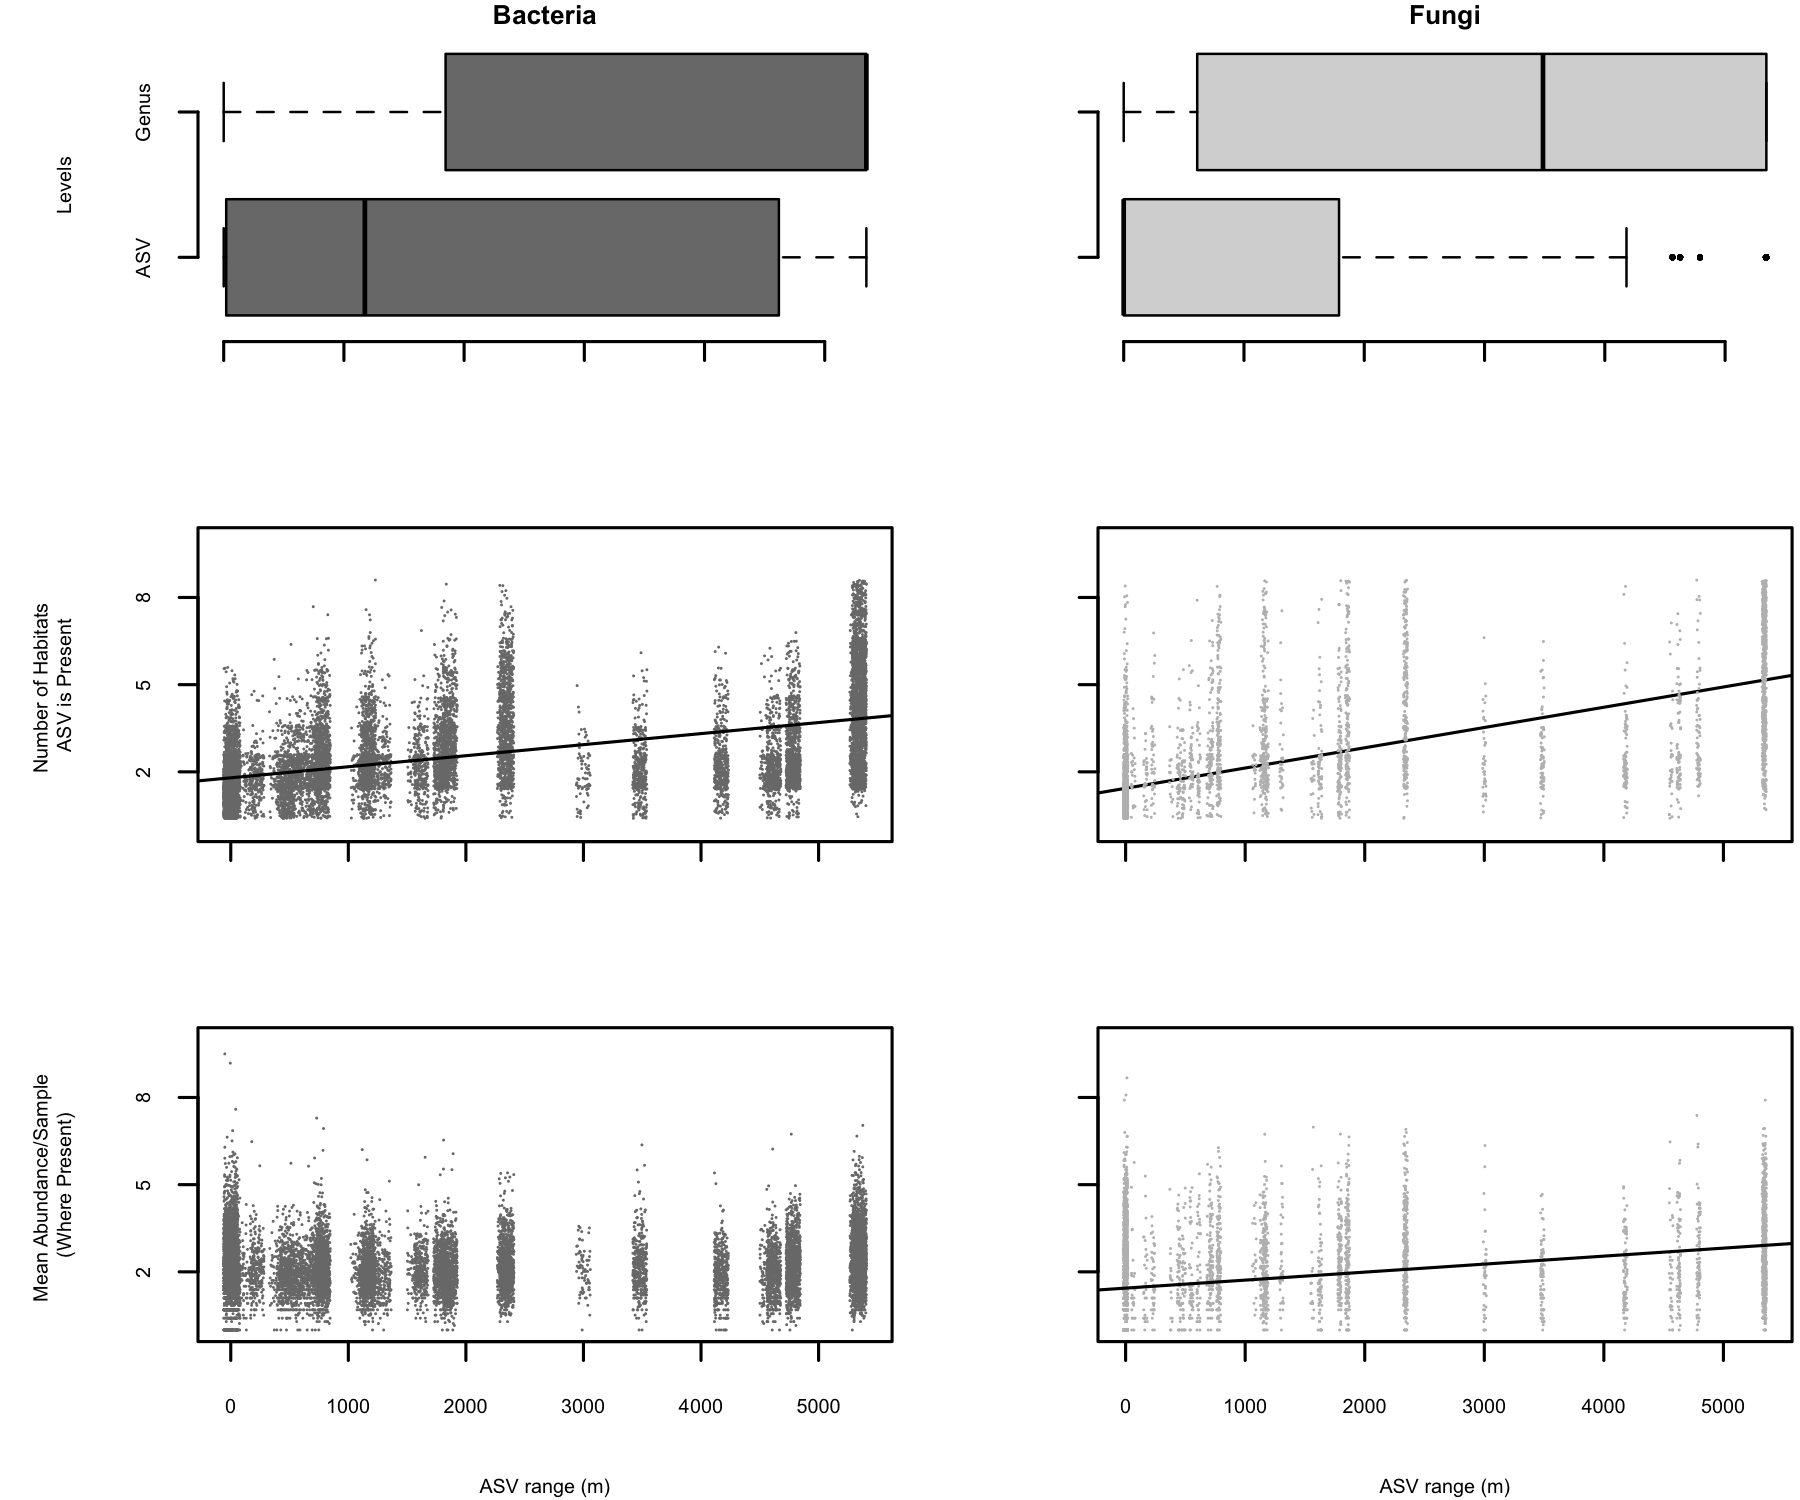 Bacteria
Fungi
Levels
Genus
ASV
Number of Habitats
ASV is Present
8
5
2
Mean Abundance/Sample
(Where Present)
8
5
2
0 1000 2000 3000 4000 5000
0 1000 2000 3000 4000 5000
ASV range (m)
ASV range (m)